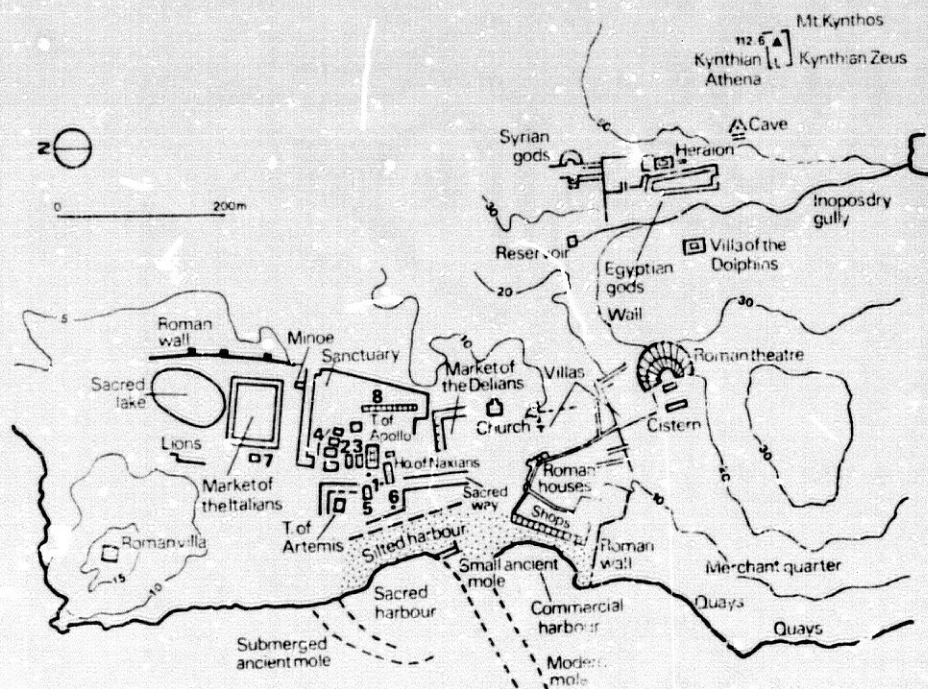 Mt. Kynthos
112.6
Kynthian Athena
Kynthian Zeus
Cave
Syrian gods
Heraion
Inopos dry gully
Reservoir
Egyptian gods
Villa of the Dolphins
N
0 200m
30
20
30
Wall
5
Roman wall
Minoe
Sanctuary
10
Market of the Delians
Villas
Roman theatre
Sacred lake
8
T. of Apollo
Church
Cistern
30
Lions
4
2 3
7
Ho. of Naxians
1
Roman houses
10
Market of the Italians
5
6
Sacred way
Shops
T. of Artemis
Silted harbour
Roman wall
Roman villa
15
10
Small ancient mole
Merchant quarter
Sacred harbour
Commercial harbour
Quays
Quays
Submerged ancient mole
Modern mole